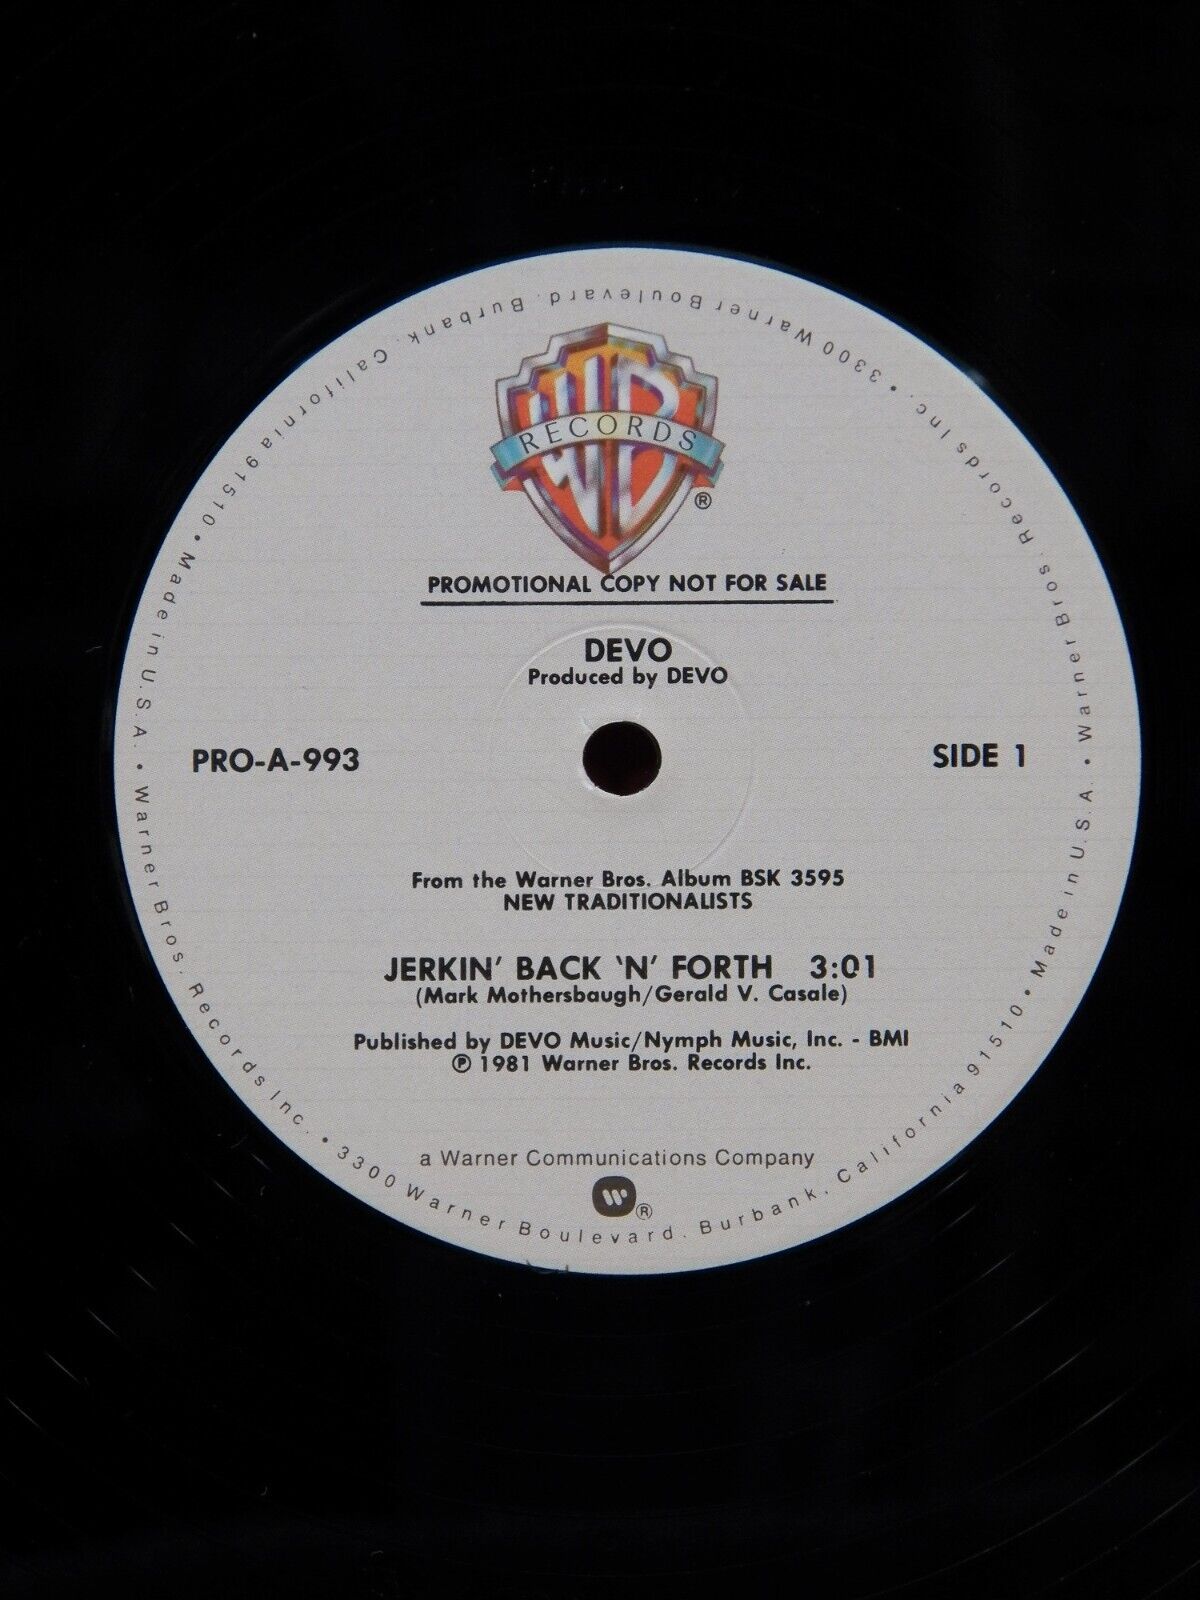 WB
RECORDS
®
PROMOTIONAL COPY NOT FOR SALE
DEVO
Produced by DEVO
PRO-A-993
SIDE 1
From the Warner Bros. Album BSK 3595
NEW TRADITIONALISTS
JERKIN' BACK 'N' FORTH 3:01
(Mark Mothersbaugh/Gerald V. Casale)
Published by DEVO Music/Nymph Music, Inc. - BMI
℗ 1981 Warner Bros. Records Inc.
a Warner Communications Company
®
Warner Bros. Records Inc. • 3300 Warner Boulevard. Burbank. California 91510 • Made in U.S.A. • Warner Bros. Records Inc. • 3300 Warner Boulevard. Burbank. California 91510 • Made in U.S.A. •